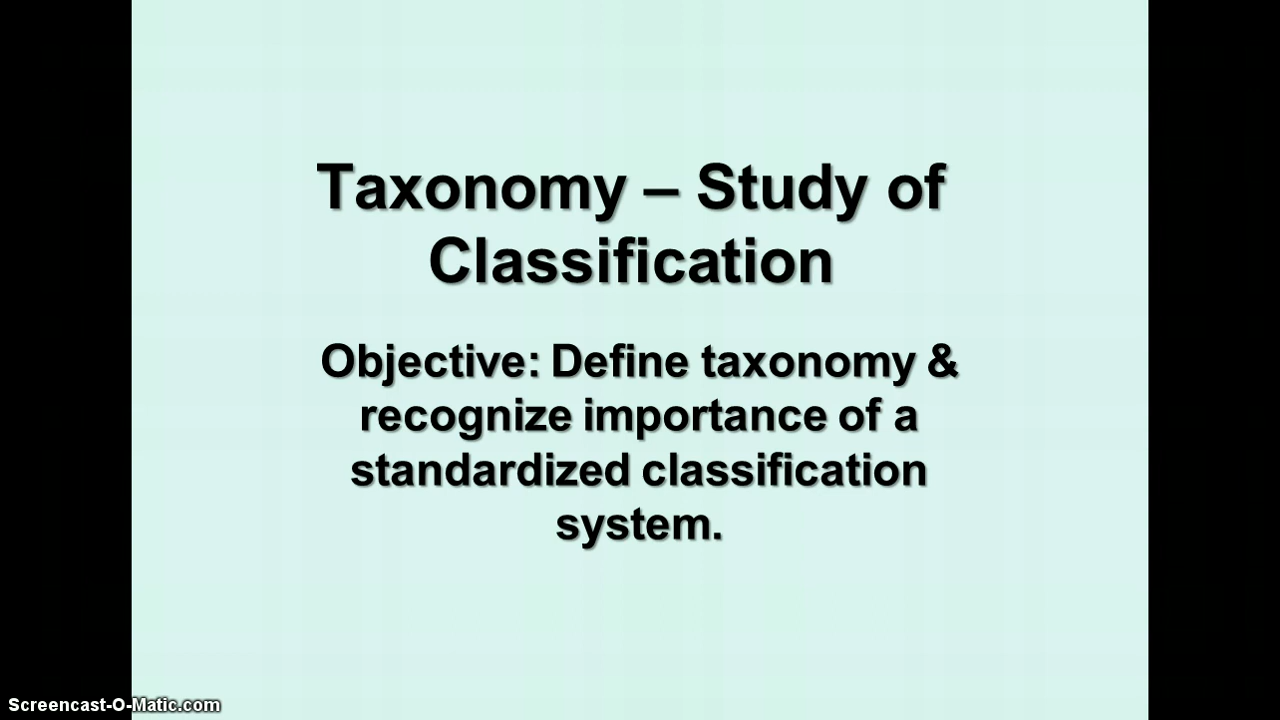 Taxonomy – Study of
Classification
Objective: Define taxonomy &
recognize importance of a
standardized classification
system.
Screencast-O-Matic.com